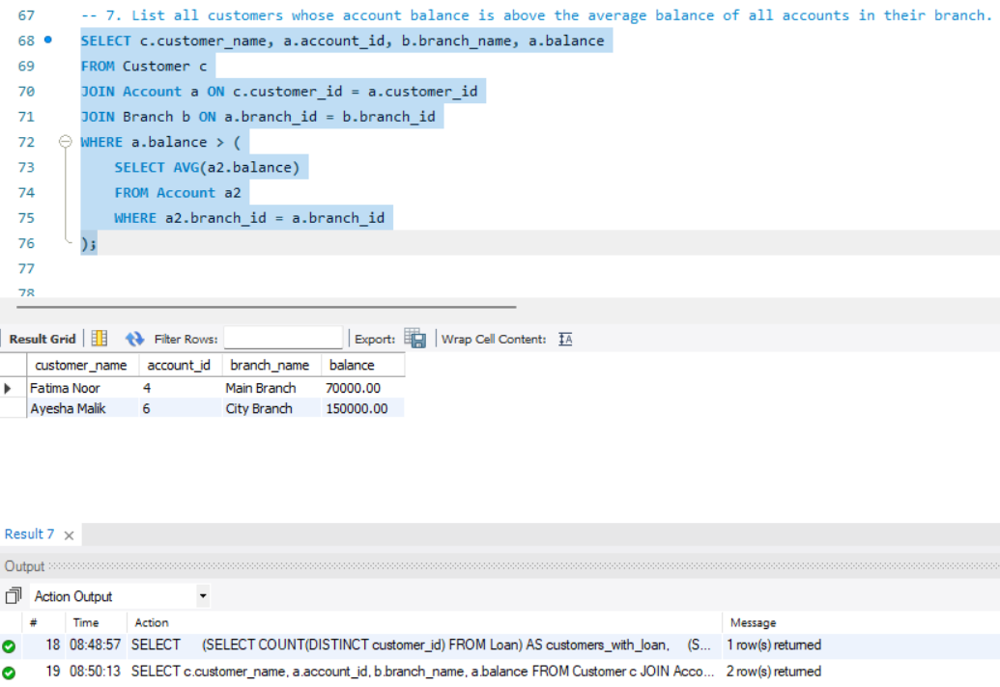 67 -- 7. List all customers whose account balance is above the average balance of all accounts in their branch.
68 SELECT c.customer_name, a.account_id, b.branch_name, a.balance
69 FROM Customer c
70 JOIN Account a ON c.customer_id = a.customer_id
71 JOIN Branch b ON a.branch_id = b.branch_id
72 WHERE a.balance > (
73 SELECT AVG(a2.balance)
74 FROM Account a2
75 WHERE a2.branch_id = a.branch_id
76 );
77
78
Result Grid Filter Rows: Export: Wrap Cell Content: IA
customer_name account_id branch_name balance
Fatima Noor 4 Main Branch 70000.00
Ayesha Malik 6 City Branch 150000.00
Result 7 ×
Output
Action Output
# Time Action Message
18 08:48:57 SELECT (SELECT COUNT(DISTINCT customer_id) FROM Loan) AS customers_with_loan, (S... 1 row(s) returned
19 08:50:13 SELECT c.customer_name, a.account_id, b.branch_name, a.balance FROM Customer c JOIN Acco... 2 row(s) returned